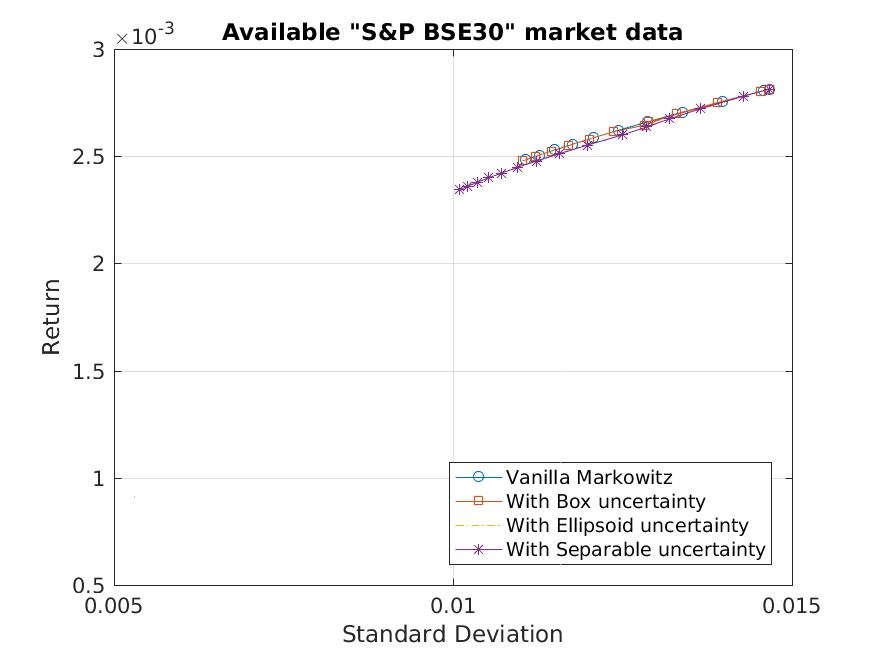 Available "S&P BSE30" market data
×10-3
3
2.5
2
1.5
1
0.5
0.005
0.01
0.015
Return
Standard Deviation
Vanilla Markowitz
With Box uncertainty
With Ellipsoid uncertainty
With Separable uncertainty